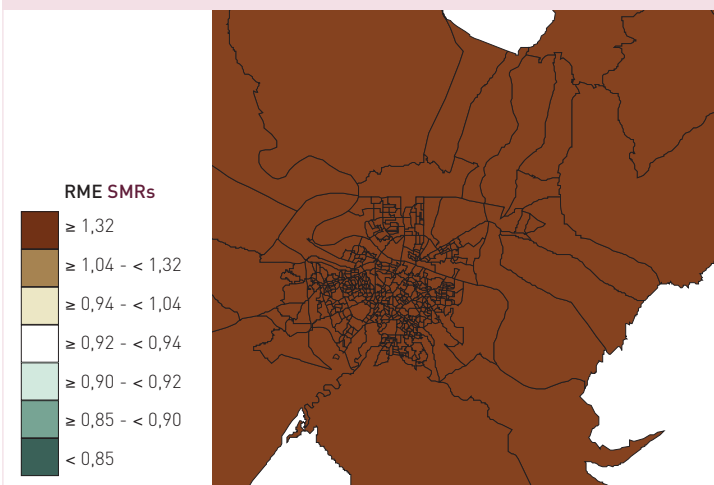 RME SMRs
≥ 1,32
≥ 1,04 - < 1,32
≥ 0,94 - < 1,04
≥ 0,92 - < 0,94
≥ 0,90 - < 0,92
≥ 0,85 - < 0,90
< 0,85